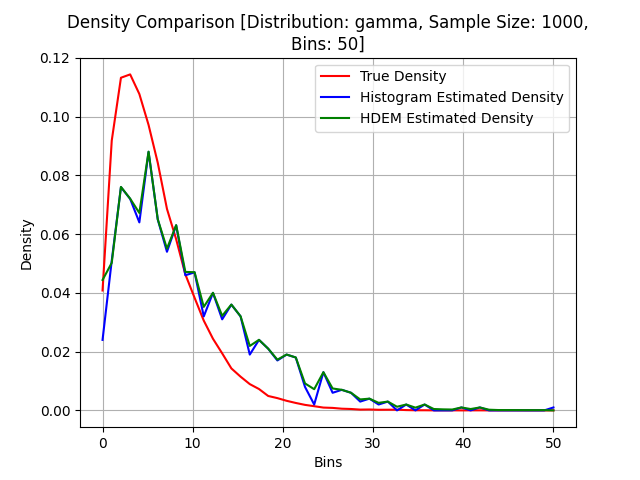 Density Comparison [Distribution: gamma, Sample Size: 1000,
Bins: 50]
0.12
0.10
0.08
0.06
0.04
0.02
0.00
Density
True Density
Histogram Estimated Density
HDEM Estimated Density
0 10 20 30 40 50
Bins